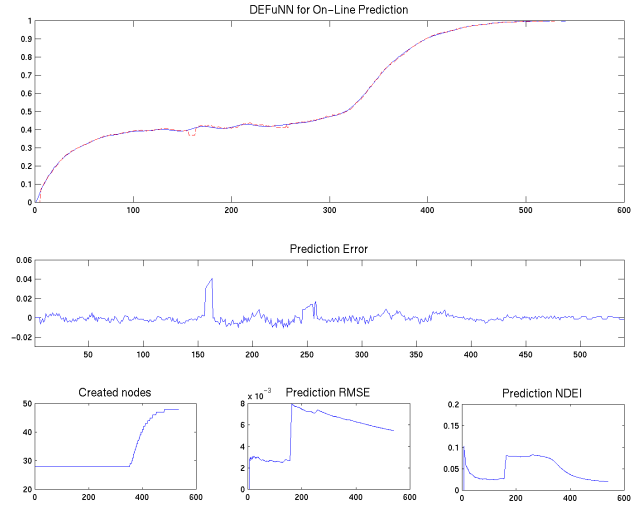 DEFuNN for On-Line Prediction
1
0.9
0.8
0.7
0.6
0.5
0.4
0.3
0.2
0.1
0
0 100 200 300 400 500 600
Prediction Error
0.06
0.04
0.02
0
−0.02
50 100 150 200 250 300 350 400 450 500
Created nodes
50
40
30
20
0 200 400 600
Prediction RMSE
x 10−3
8
6
4
2
0
0 200 400 600
Prediction NDEI
0.2
0.15
0.1
0.05
0
0 200 400 600